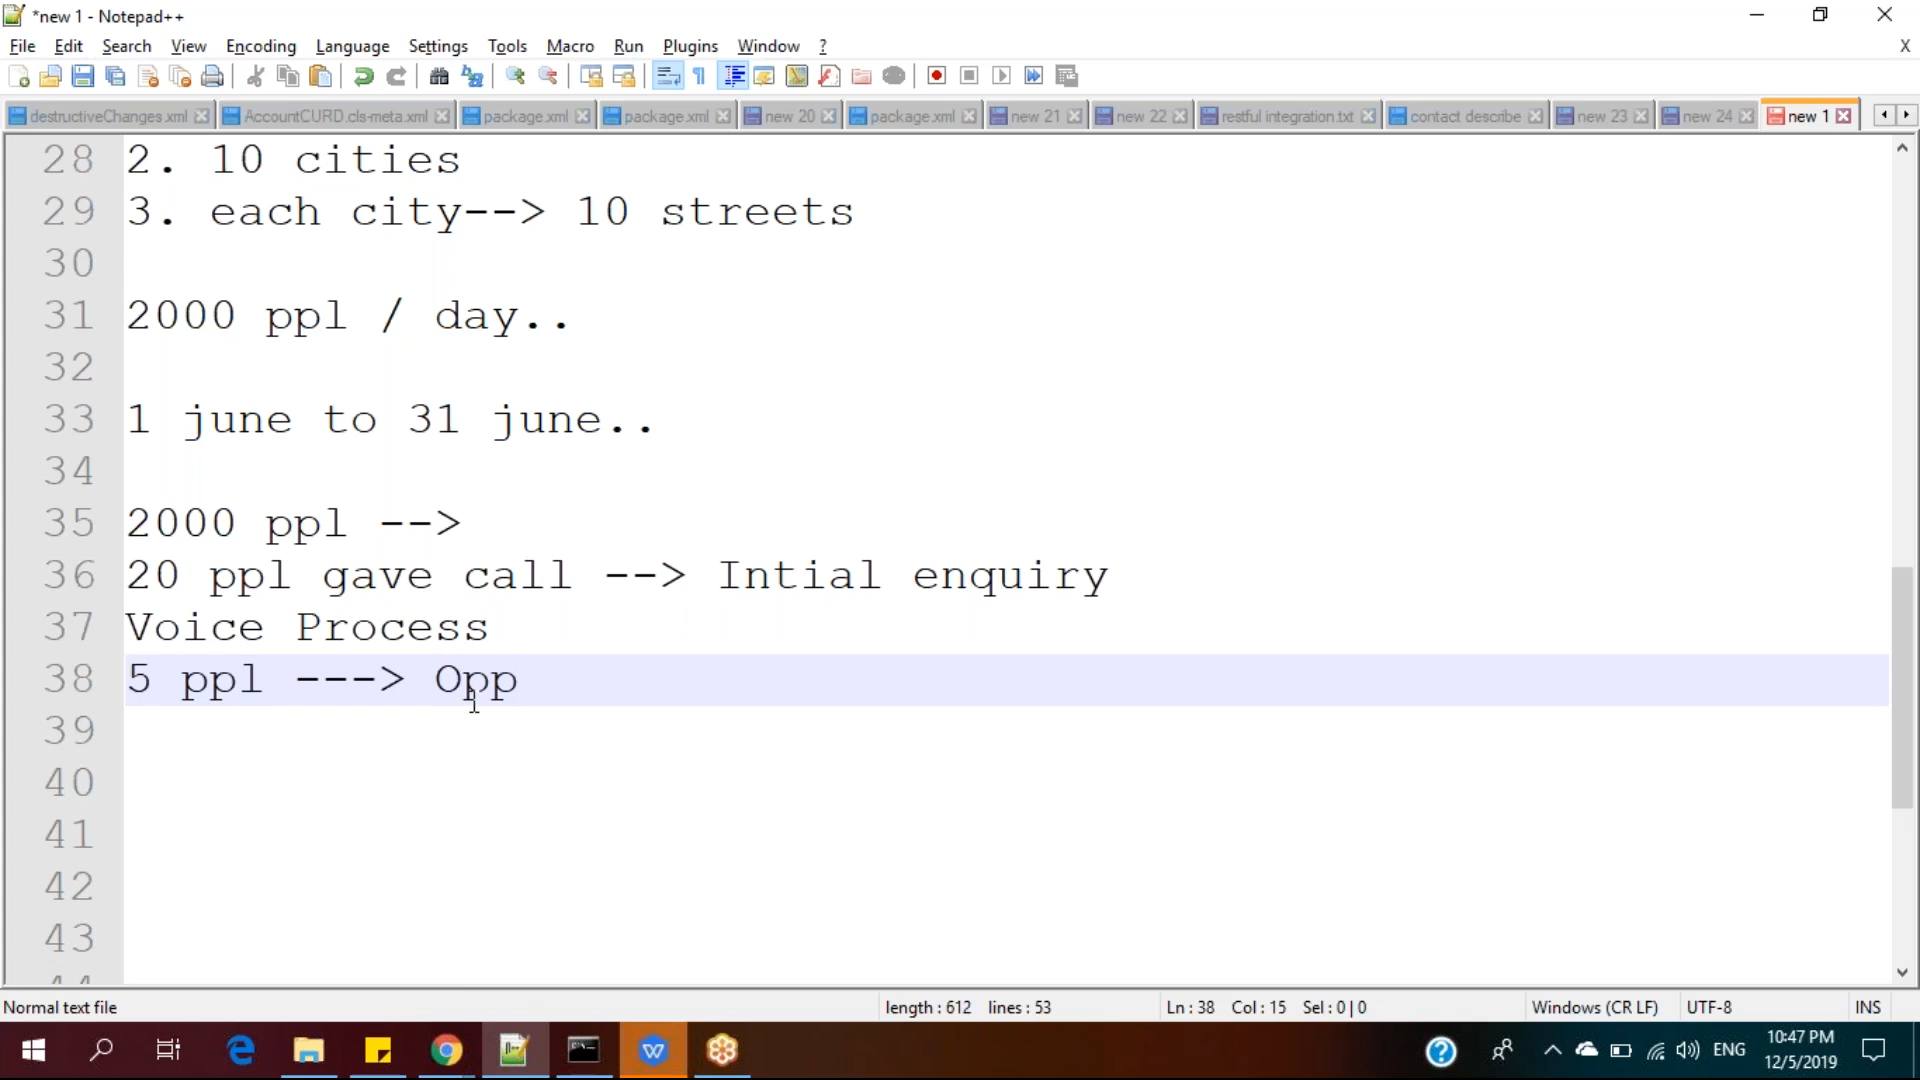 *new 1 - Notepad++
File Edit Search View Encoding Language Settings Tools Macro Run Plugins Window ? X
destructiveChanges.xml AccountCURD.cls-meta.xml package.xml package.xml new 20 package.xml new 21 new 22 restful integration.txt contact describe new 23 new 24 new 1
28 2. 10 cities
29 3. each city--> 10 streets
30
31 2000 ppl / day..
32
33 1 june to 31 june..
34
35 2000 ppl -->
36 20 ppl gave call --> Intial enquiry
37 Voice Process
38 5 ppl ---> Opp
39
40
41
42
43
44
Normal text file length : 612 lines : 53 Ln : 38 Col : 15 Sel : 0 | 0 Windows (CR LF) UTF-8 INS
ENG 10:47 PM
12/5/2019